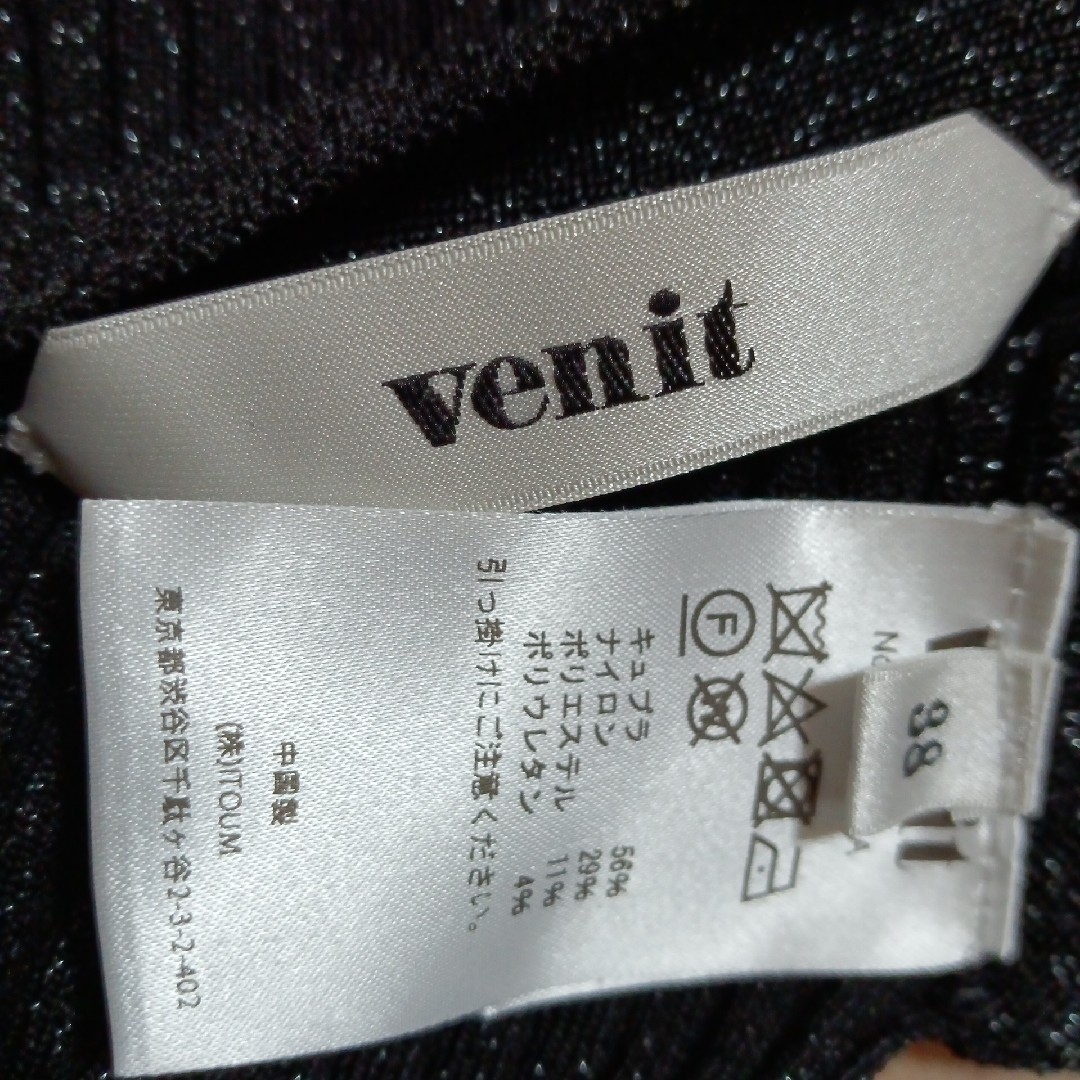 venit
38
No
A
F
W
キュプラ 56%
ナイロン 29%
ポリエステル 11%
ポリウレタン 4%
引っ掛けにご注意ください。
中国製
(株)ITOUM
東京都渋谷区千駄ヶ谷2-3-2-402